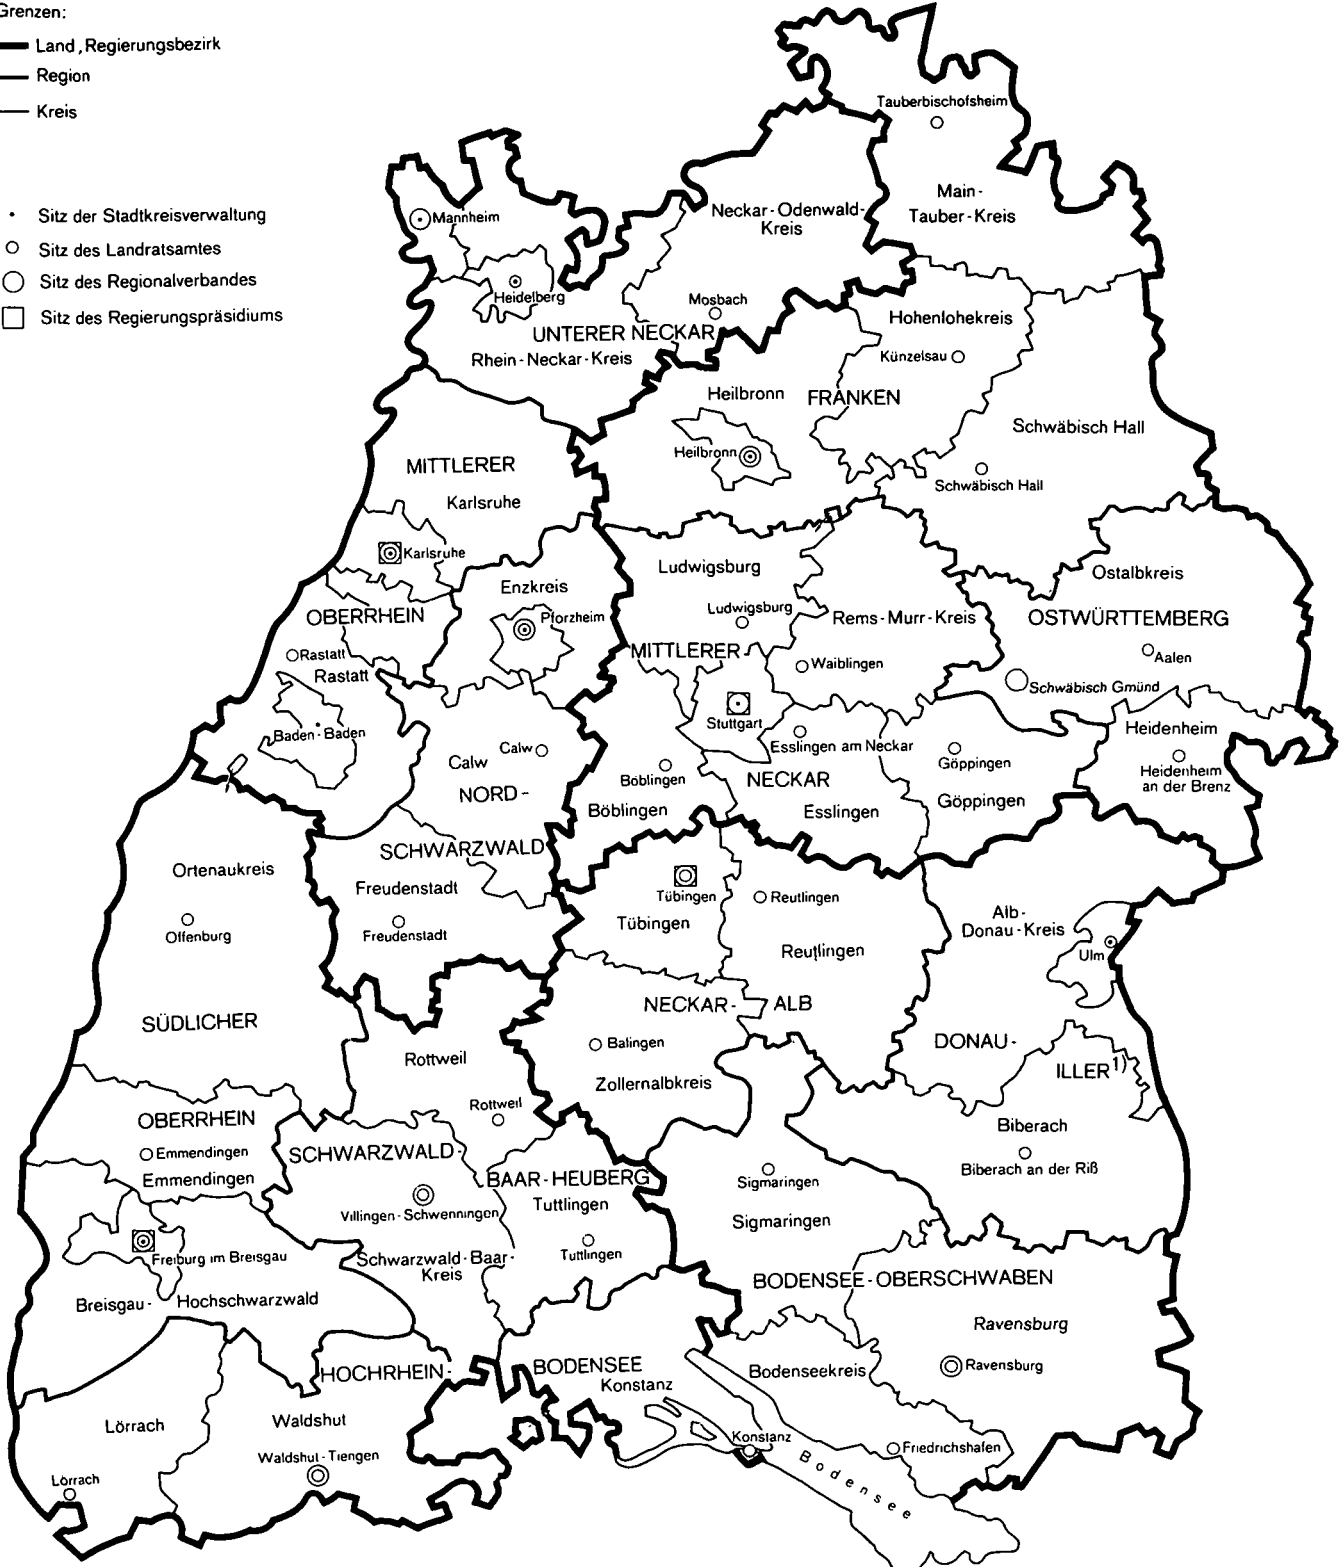 Grenzen:
Land, Regierungsbezirk
Region
Kreis
Sitz der Stadtkreisverwaltung
Sitz des Landratsamtes
Sitz des Regionalverbandes
Sitz des Regierungspräsidiums
Tauberbischofsheim
Main-
Tauber-Kreis
Neckar-Odenwald-
Kreis
Mannheim
Heidelberg
Mosbach
UNTERER NECKAR
Rhein-Neckar-Kreis
Hohenlohekreis
Künzelsau
Heilbronn
FRANKEN
Schwäbisch Hall
Heilbronn
Schwäbisch Hall
MITTLERER
Karlsruhe
Karlsruhe
Enzkreis
Pforzheim
OBERRHEIN
Rastatt
Rastatt
Baden-Baden
Ludwigsburg
Ludwigsburg
MITTLERER
Rems-Murr-Kreis
Waiblingen
Ostalbkreis
OSTWÜRTTEMBERG
Aalen
Schwäbisch Gmünd
Stuttgart
Esslingen am Neckar
Göppingen
Göppingen
Heidenheim
Heidenheim
an der Brenz
Calw
Calw
NORD-
Böblingen
Böblingen
NECKAR
Esslingen
SCHWARZWALD
Freudenstadt
Freudenstadt
Ortenaukreis
Offenburg
Tübingen
Tübingen
Reutlingen
Reutlingen
Alb-
Donau-Kreis
Ulm
SÜDLICHER
NECKAR-
ALB
Balingen
Zollernalbkreis
DONAU-
ILLER1)
Rottweil
Rottweil
OBERRHEIN
Emmendingen
Emmendingen
SCHWARZWALD-
BAAR-HEUBERG
Villingen-Schwenningen
Tuttlingen
Tuttlingen
Sigmaringen
Sigmaringen
Biberach
Biberach an der Riß
Freiburg im Breisgau
Schwarzwald-Baar-
Kreis
Breisgau-
Hochschwarzwald
BODENSEE-OBERSCHWABEN
Ravensburg
Ravensburg
HOCHRHEIN-
BODENSEE
Konstanz
Bodenseekreis
Lörrach
Waldshut
Waldshut-Tiengen
Konstanz
Friedrichshafen
Lörrach
Bodensee